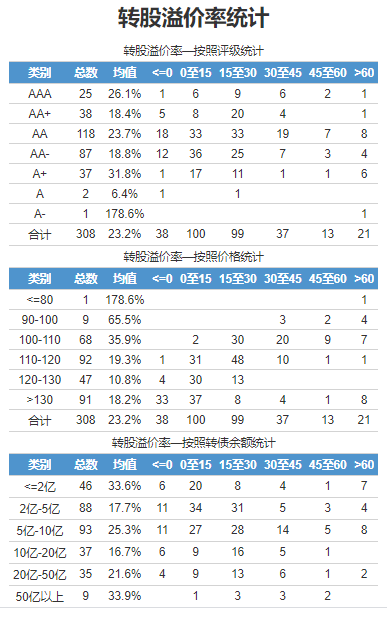 转股溢价率统计
转股溢价率—按照评级统计
类别 总数 均值 <=0 0至15 15至30 30至45 45至60 >60
AAA 25 26.1% 1 6 9 6 2 1
AA+ 38 18.4% 5 8 20 4 1
AA 118 23.7% 18 33 33 19 7 8
AA- 87 18.8% 12 36 25 7 3 4
A+ 37 31.8% 1 17 11 1 1 6
A 2 6.4% 1 1
A- 1 178.6% 1
合计 308 23.2% 38 100 99 37 13 21
转股溢价率—按照价格统计
类别 总数 均值 <=0 0至15 15至30 30至45 45至60 >60
<=80 1 178.6% 1
90-100 9 65.5% 3 2 4
100-110 68 35.9% 2 30 20 9 7
110-120 92 19.3% 1 31 48 10 1 1
120-130 47 10.8% 4 30 13
>130 91 18.2% 33 37 8 4 1 8
合计 308 23.2% 38 100 99 37 13 21
转股溢价率—按照转债余额统计
类别 总数 均值 <=0 0至15 15至30 30至45 45至60 >60
<=2亿 46 33.6% 6 20 8 4 1 7
2亿-5亿 88 17.7% 11 34 31 5 3 4
5亿-10亿 93 25.3% 11 27 28 14 5 8
10亿-20亿 37 16.7% 6 9 16 5 1
20亿-50亿 35 21.6% 4 9 13 6 1 2
50亿以上 9 33.9% 1 3 3 2